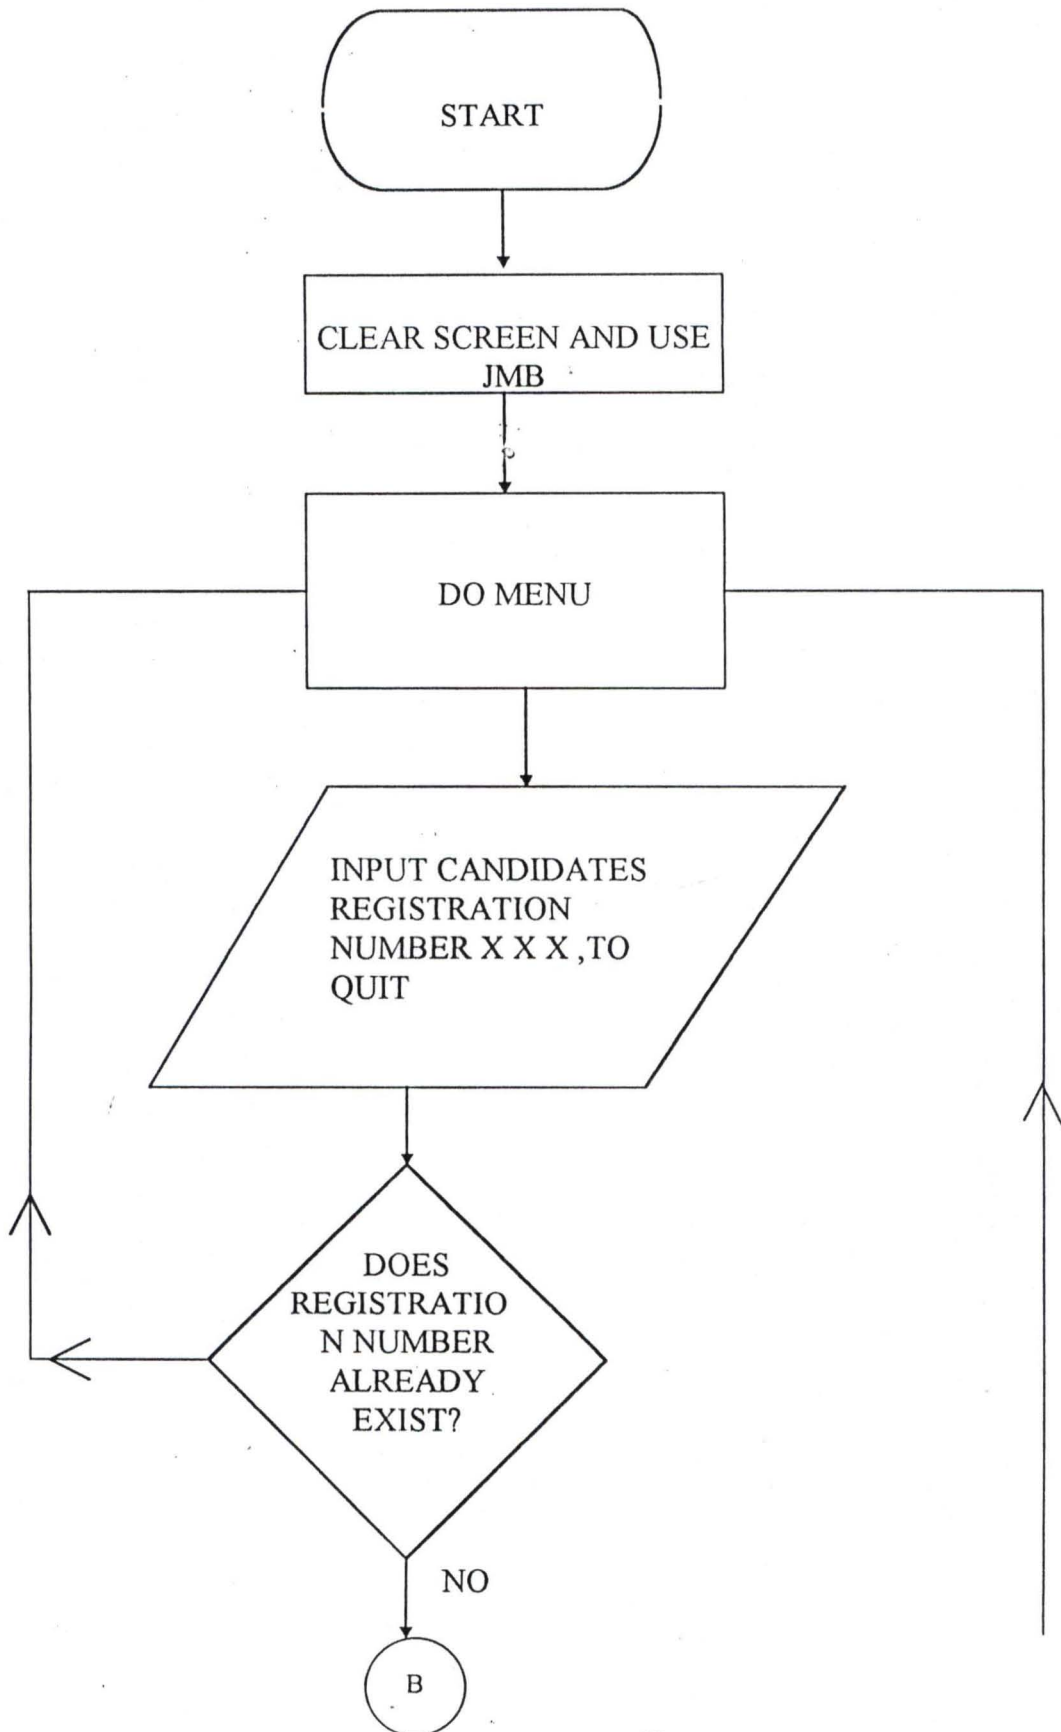 START
CLEAR SCREEN AND USE
JMB
DO MENU
INPUT CANDIDATES
REGISTRATION
NUMBER X X X ,TO
QUIT
DOES
REGISTRATIO
N NUMBER
ALREADY
EXIST?
NO
B